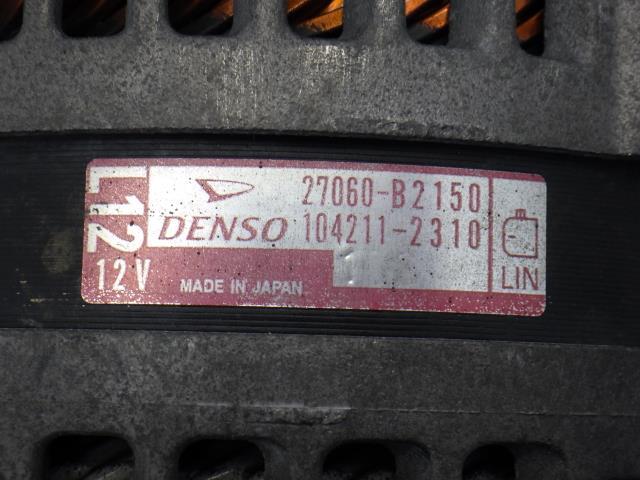 L12
27060-B2150
DENSO 104211-2310
12V MADE IN JAPAN
LIN